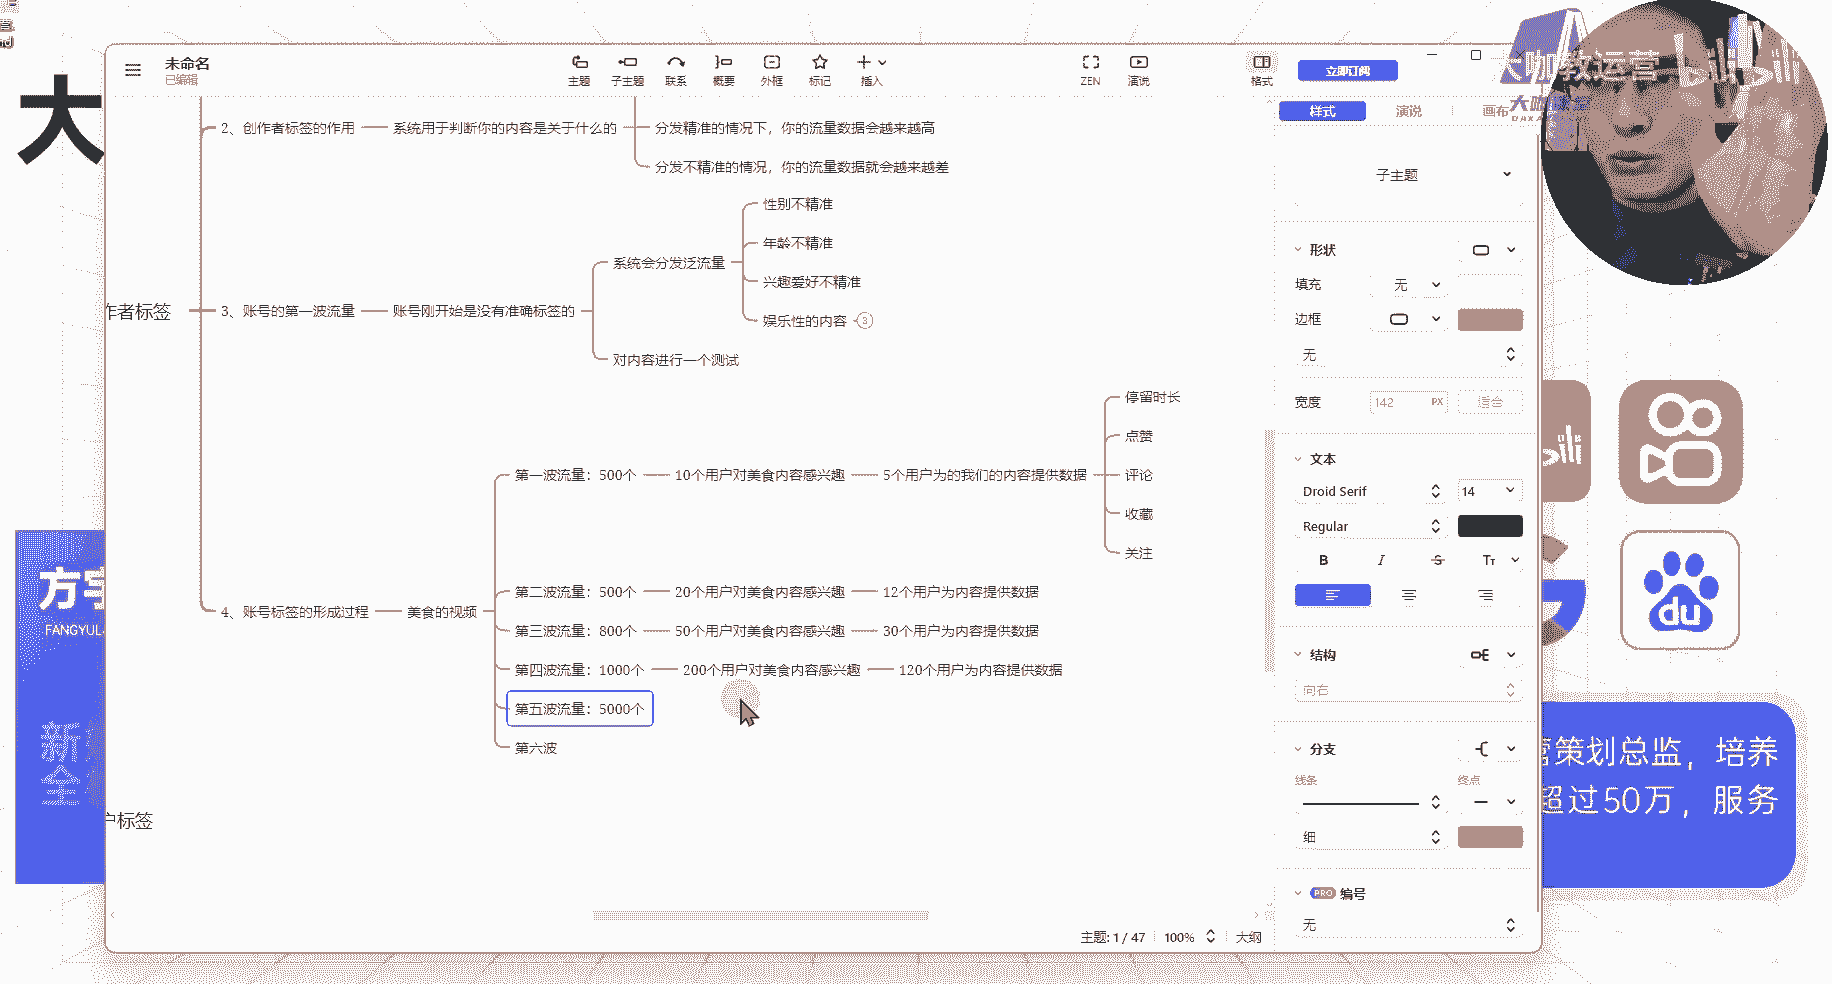 大
未命名
已编辑
主题
子主题
联系
概要
外框
标记
插入
ZEN
演说
格式
立即订阅
大咖教运营
bilibili
样式
演说
画布
2、创作者标签的作用
系统用于判断你的内容是关于什么的
分发精准的情况下，你的流量数据会越来越高
分发不精准的情况，你的流量数据就会越来越差
作者标签
3、账号的第一波流量
账号刚开始是没有准确标签的
系统会分发泛流量
性别不精准
年龄不精准
兴趣爱好不精准
娱乐性的内容
3
对内容进行一个测试
4、账号标签的形成过程
美食的视频
第一波流量：500个
10个用户对美食内容感兴趣
5个用户为的我们的内容提供数据
停留时长
点赞
评论
收藏
关注
第二波流量：500个
20个用户对美食内容感兴趣
12个用户为内容提供数据
第三波流量：800个
50个用户对美食内容感兴趣
30个用户为内容提供数据
第四波流量：1000个
200个用户对美食内容感兴趣
120个用户为内容提供数据
第五波流量：5000个
第六波
户标签
主题: 1 / 47
100%
大纲
子主题
形状
填充
无
边框
无
宽度
142
PX
适合
文本
Droid Serif
14
Regular
B
I
S
Tт
结构
向右
分支
线条
终点
细
PRO
编号
无
方宇
FANGYUL
新
全
du
营策划总监，培养
超过50万，服务